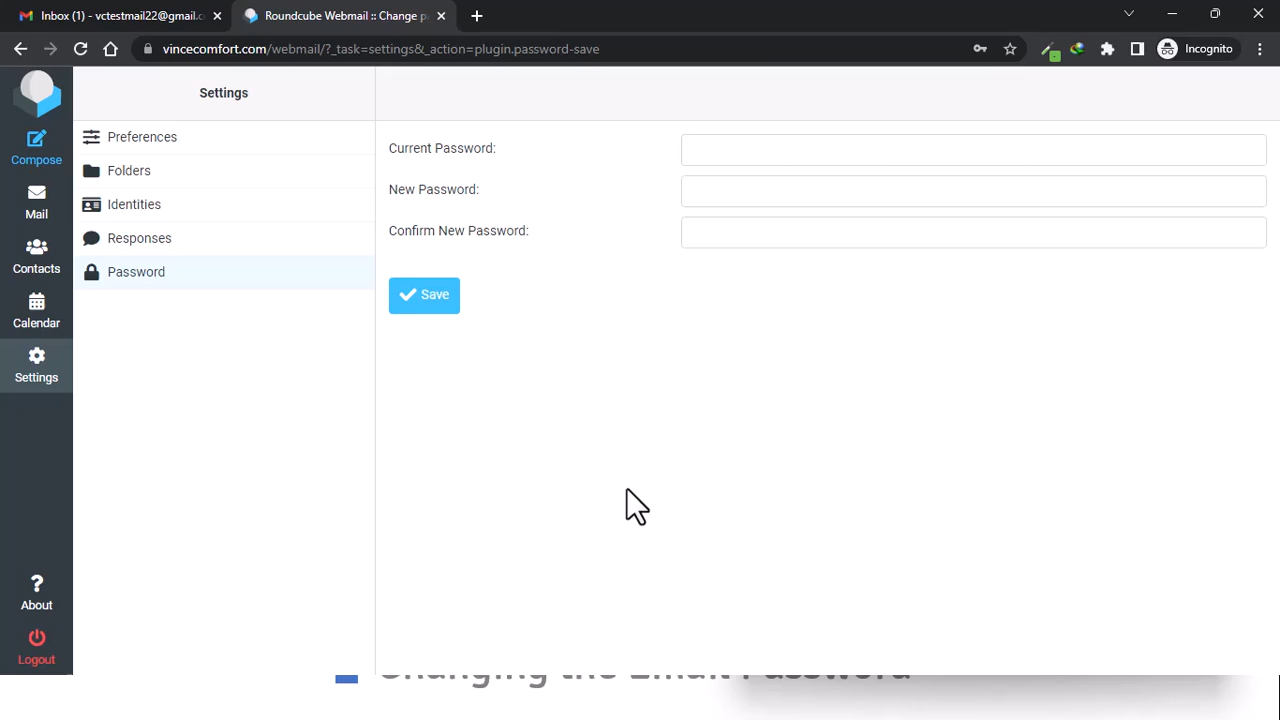 Inbox (1) - vctestmail22@gmail.c
Roundcube Webmail :: Change p
vincecomfort.com/webmail/?_task=settings&_action=plugin.password-save
Incognito
Settings
Compose
Mail
Contacts
Calendar
Settings
About
Logout
Preferences
Folders
Identities
Responses
Password
Current Password:
New Password:
Confirm New Password:
Save
Changing the Email Password